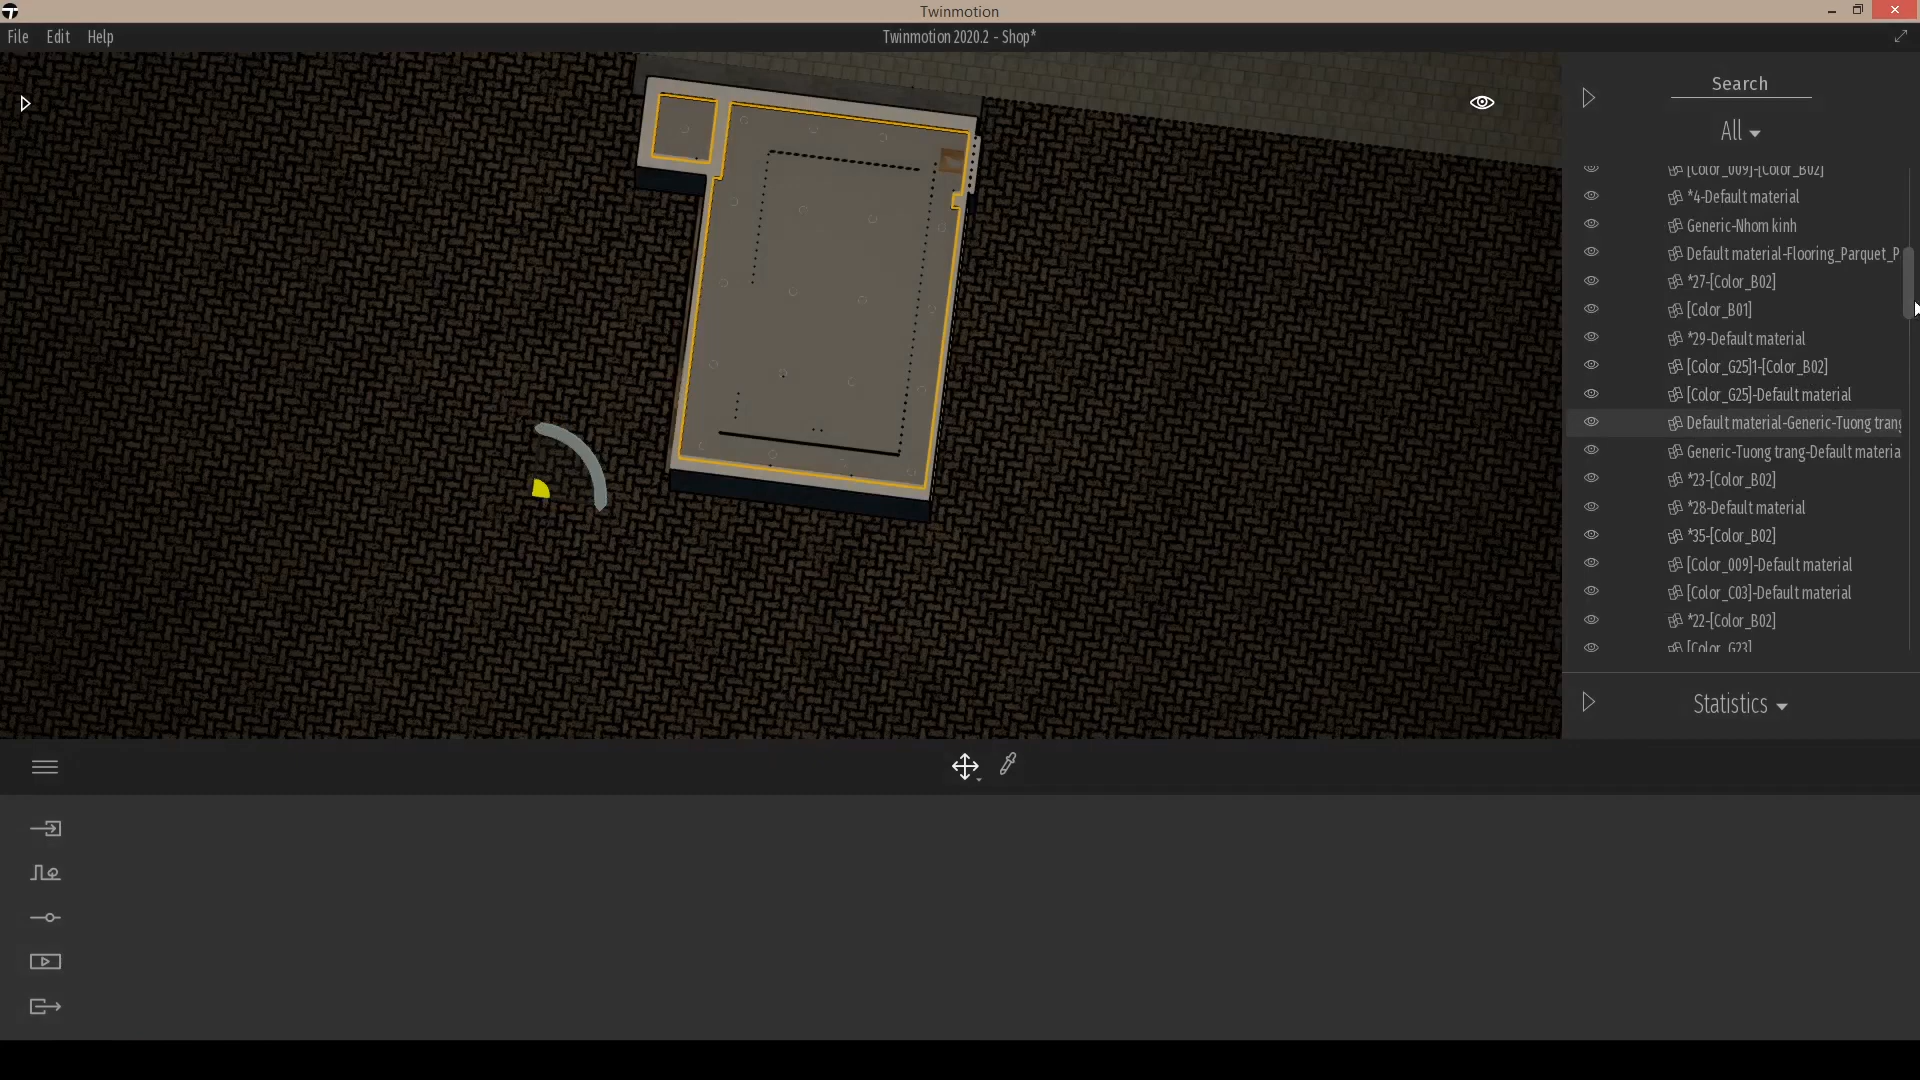 Twinmotion
File Edit Help
Twinmotion 2020.2 - Shop*
Search
All
[Color_009]-[Color_B02]
*4-Default material
Generic-Nhom kinh
Default material-Flooring_Parquet_P
*27-[Color_B02]
[Color_B01]
*29-Default material
[Color_G25]1-[Color_B02]
[Color_G25]-Default material
Default material-Generic-Tuong trang
Generic-Tuong trang-Default materia
*23-[Color_B02]
*28-Default material
*35-[Color_B02]
[Color_009]-Default material
[Color_C03]-Default material
*22-[Color_B02]
[Color_G23]
Statistics